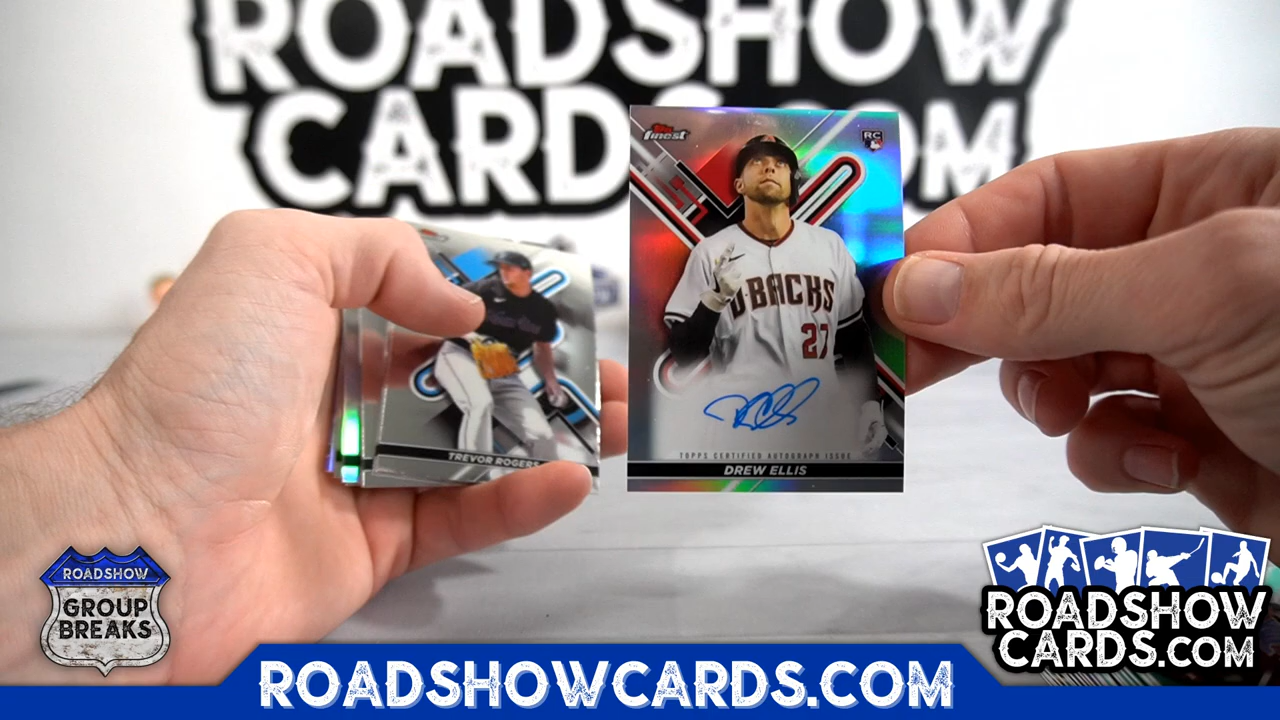 ROADSHOW
CARDS.COM
Topps
finest
RC
D-BACKS
27
TOPPS CERTIFIED AUTOGRAPH ISSUE
DREW ELLIS
TREVOR ROGERS
ROADSHOW
GROUP
BREAKS
ROADSHOW
CARDS.COM
ROADSHOWCARDS.COM